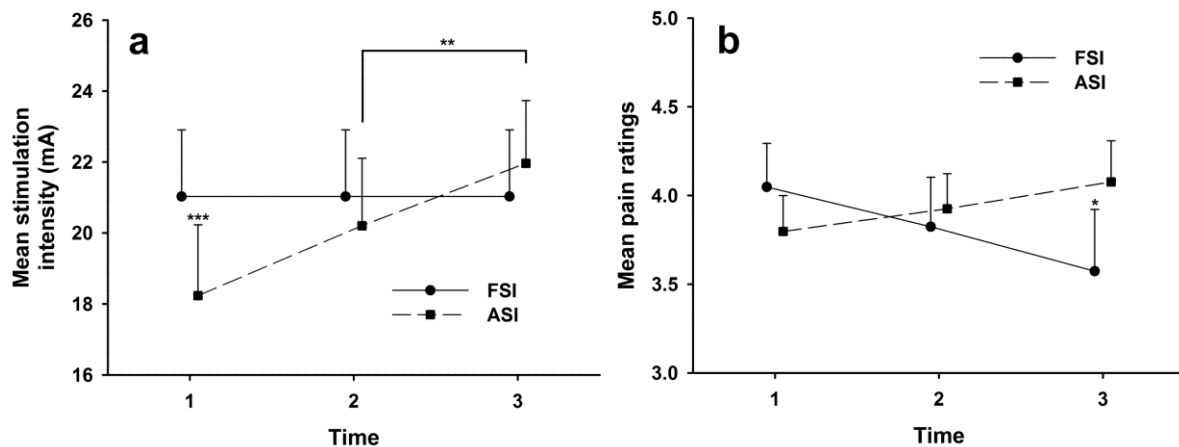 a
Mean stimulation
intensity (mA)
26
24
22
20
18
16
**
***
FSI
ASI
1 2 3
Time
b
Mean pain ratings
5.0
4.5
4.0
3.5
3.0
FSI
ASI
*
1 2 3
Time